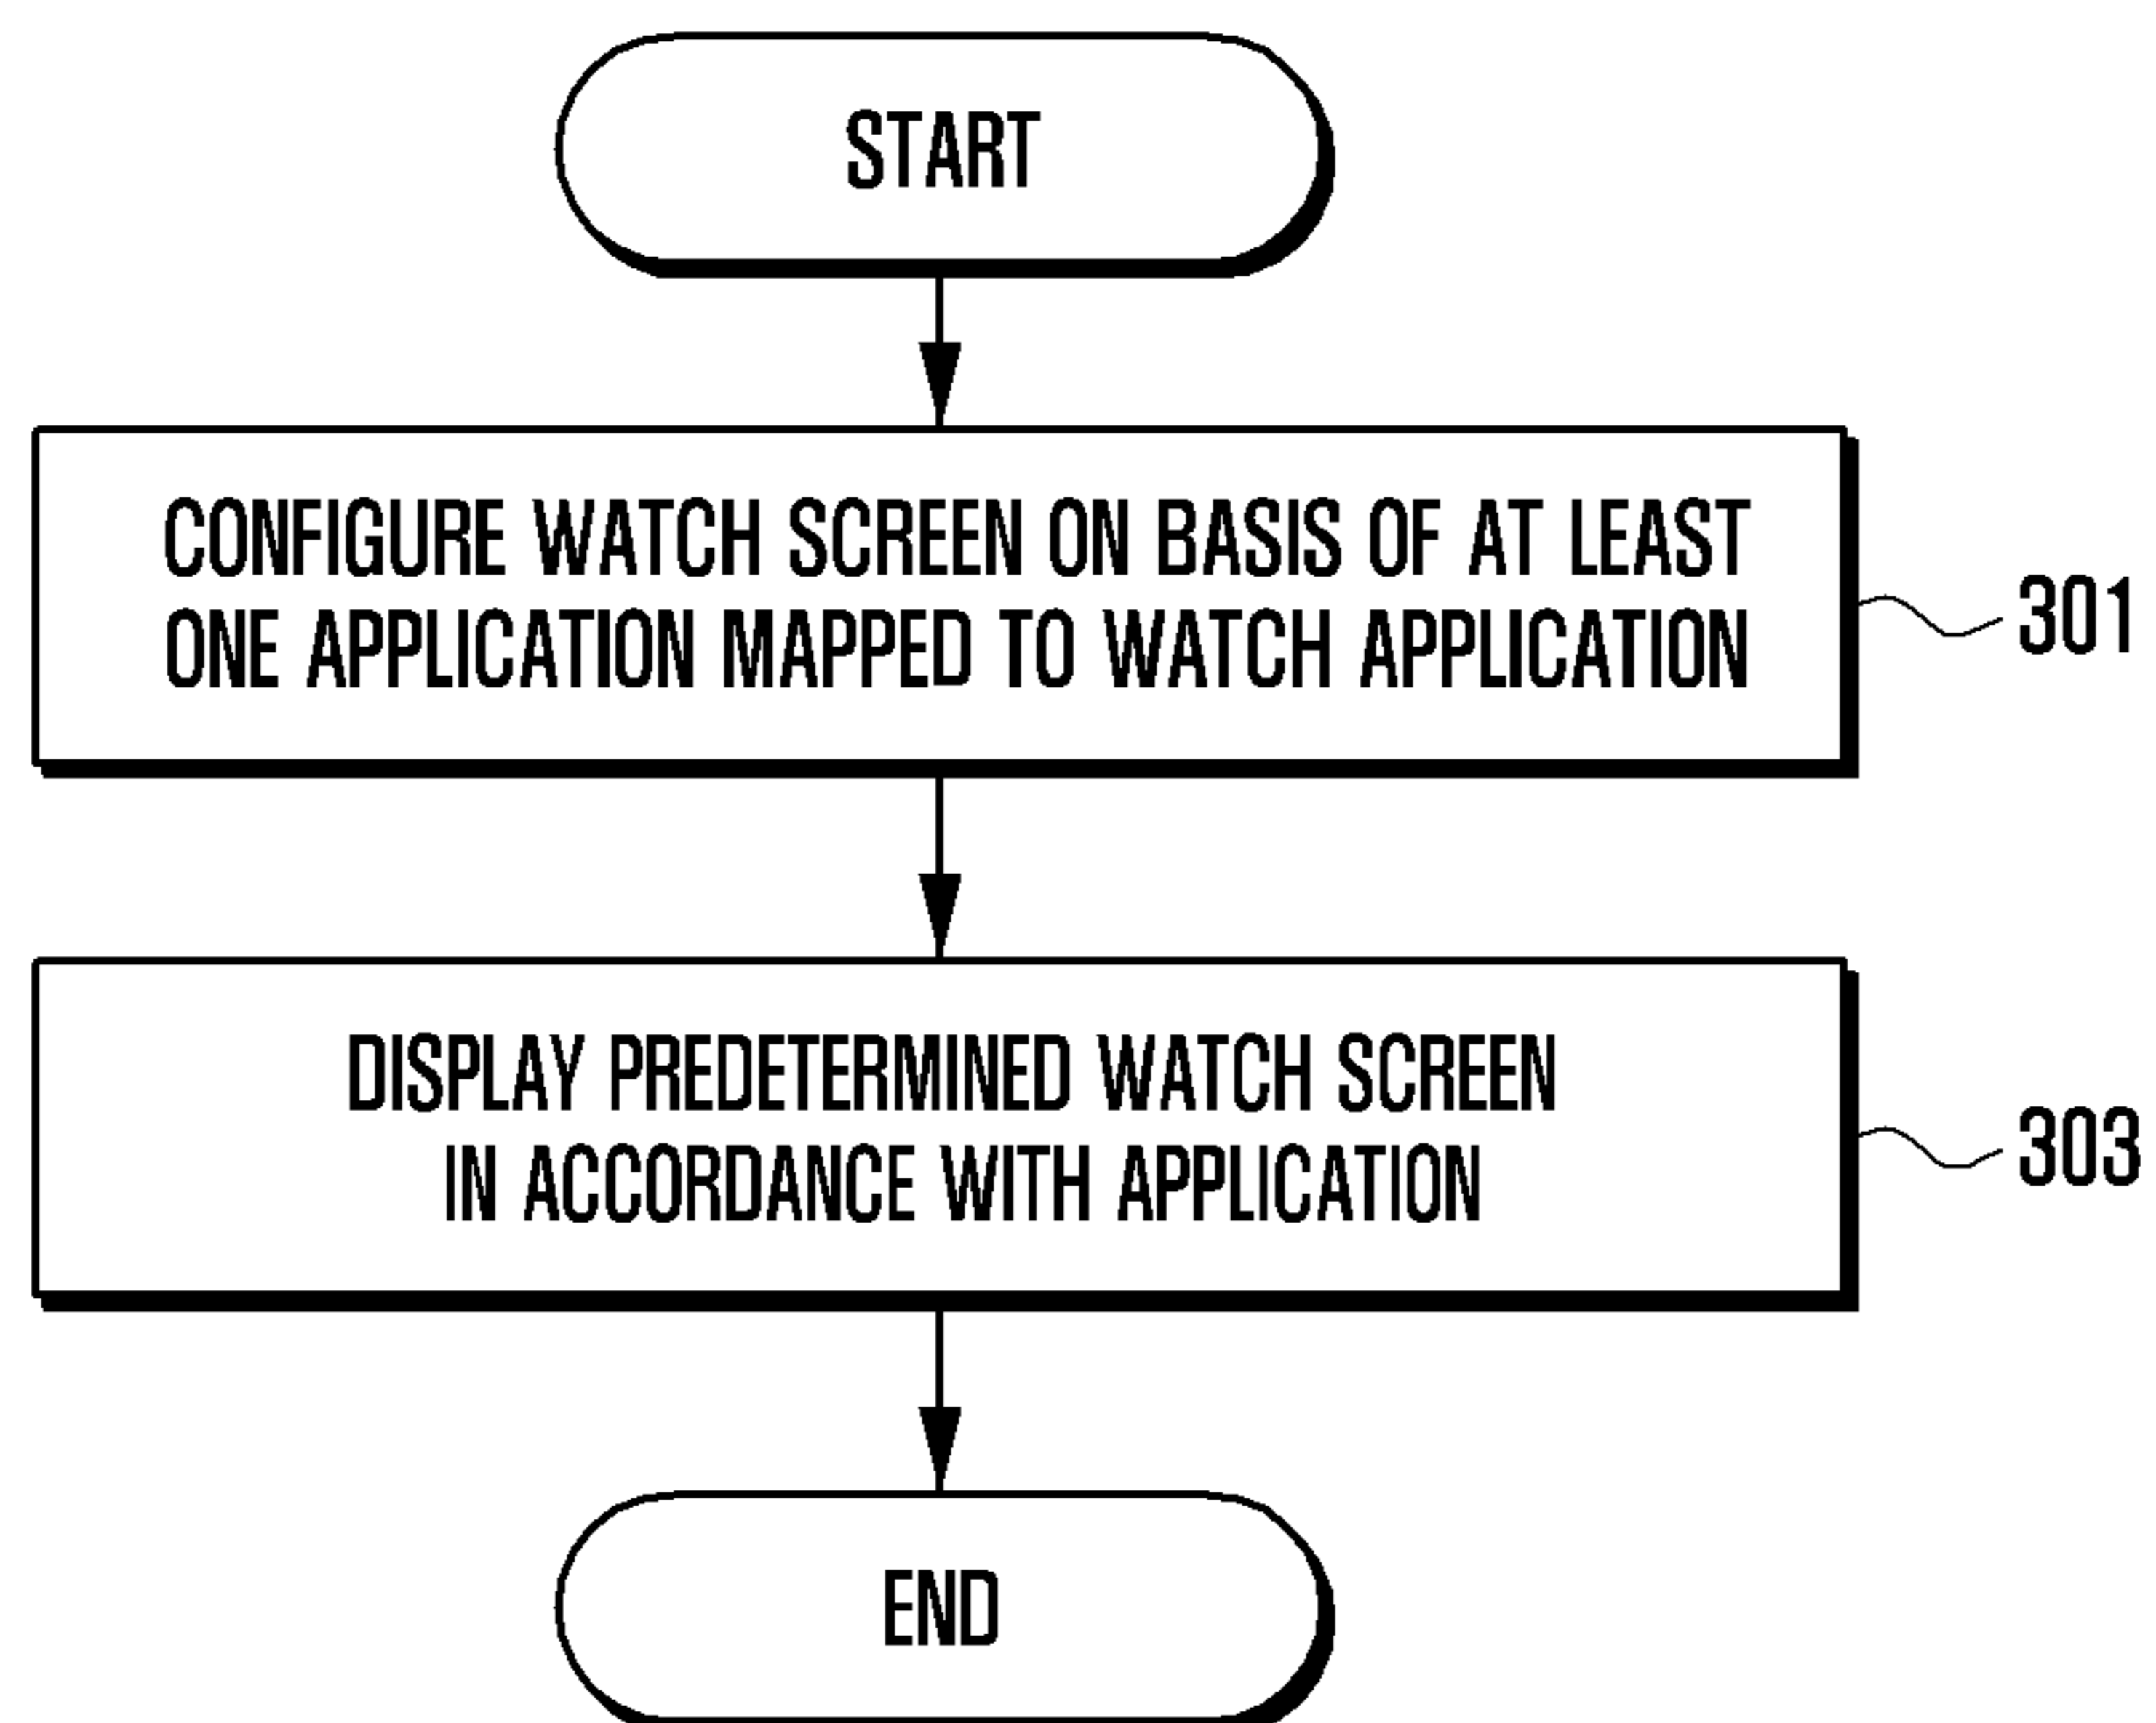 START
CONFIGURE WATCH SCREEN ON BASIS OF AT LEAST
ONE APPLICATION MAPPED TO WATCH APPLICATION
301
DISPLAY PREDETERMINED WATCH SCREEN
IN ACCORDANCE WITH APPLICATION
303
END